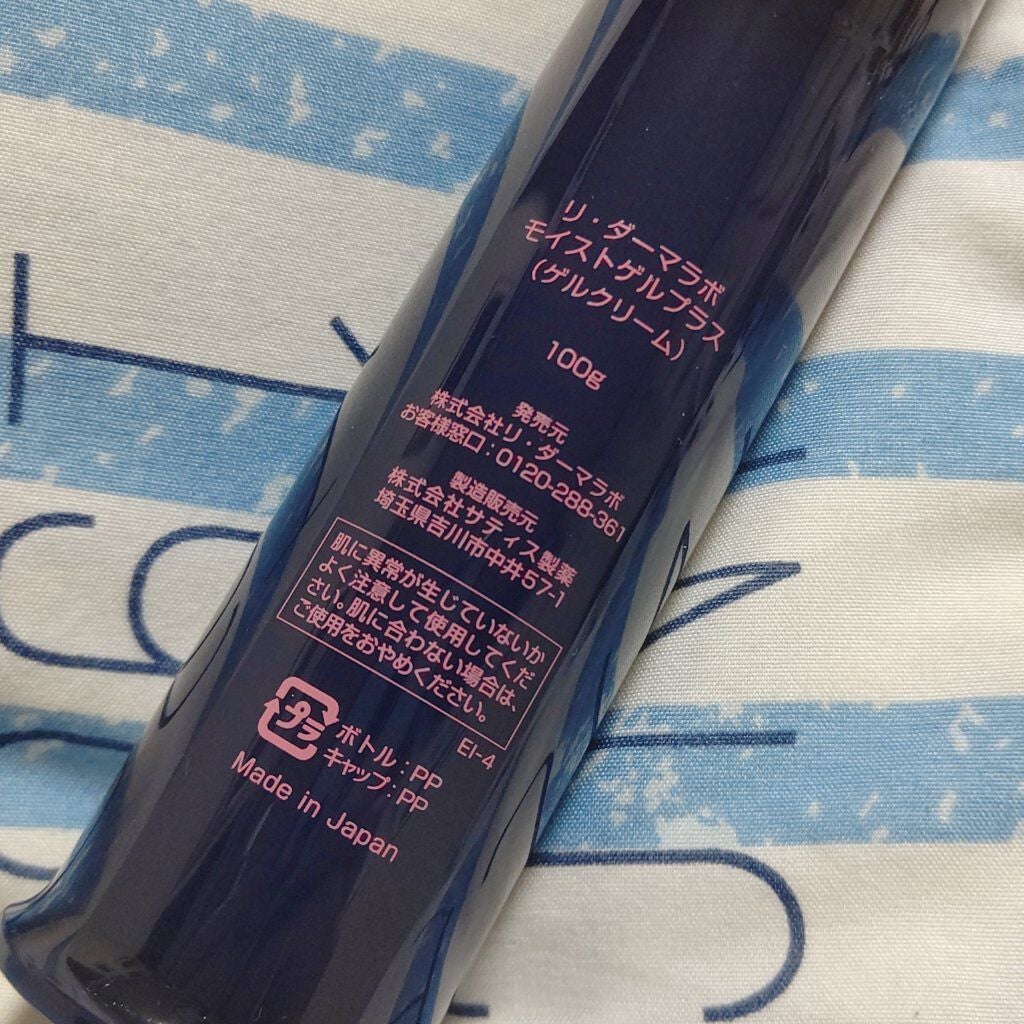 リ・ダーマラボ
モイストゲルプラス
(ゲルクリーム)
100g
発売元
株式会社リ・ダーマラボ
お客様窓口:0120-288-361
製造販売元
株式会社サティス製薬
埼玉県吉川市中井57-1
肌に異常が生じていないか
よく注意して使用してくだ
さい。肌に合わない場合は、
ご使用をおやめください。
EI-4
プラ
ボトル:PP
キャップ:PP
Made in Japan